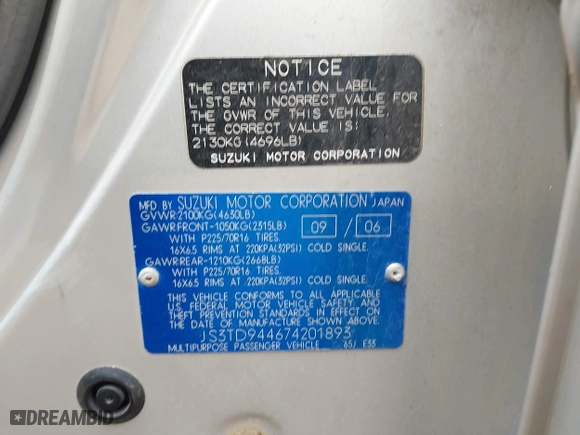 NOTICE
THE CERTIFICATION LABEL
LISTS AN INCORRECT VALUE FOR
THE GVWR OF THIS VEHICLE.
THE CORRECT VALUE IS:
2130KG(4696LB)
SUZUKI MOTOR CORPORATION
MFD BY SUZUKI MOTOR CORPORATION JAPAN
GVWR:2100KG(4630LB)
GAWR:FRONT-1050KG(2315LB) 09 / 06
WITH P225/70R16 TIRES.
16X6.5 RIMS AT 220KPA(32PSI) COLD SINGLE.
GAWR:REAR-1210KG(2668LB)
WITH P225/70R16 TIRES.
16X6.5 RIMS AT 220KPA(32PSI) COLD SINGLE.
THIS VEHICLE CONFORMS TO ALL APPLICABLE
U.S. FEDERAL MOTOR VEHICLE SAFETY, AND
THEFT PREVENTION STANDARDS IN EFFECT ON
THE DATE OF MANUFACTURE SHOWN ABOVE.
JS3TD944674201893
MULTIPURPOSE PASSENGER VEHICLE 65J E33
DREAMBID